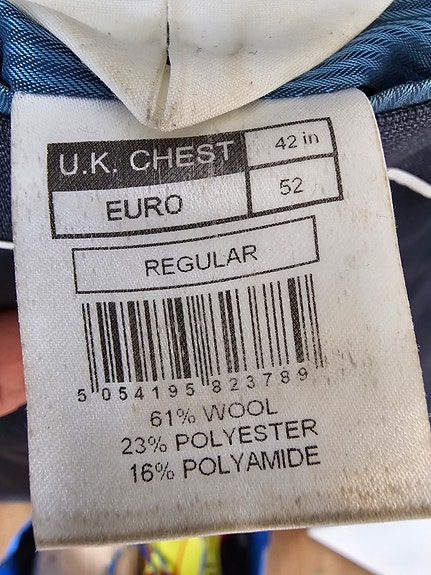 U.K. CHEST 42 in
EURO 52
REGULAR
5 054195 823789
61% WOOL
23% POLYESTER
16% POLYAMIDE